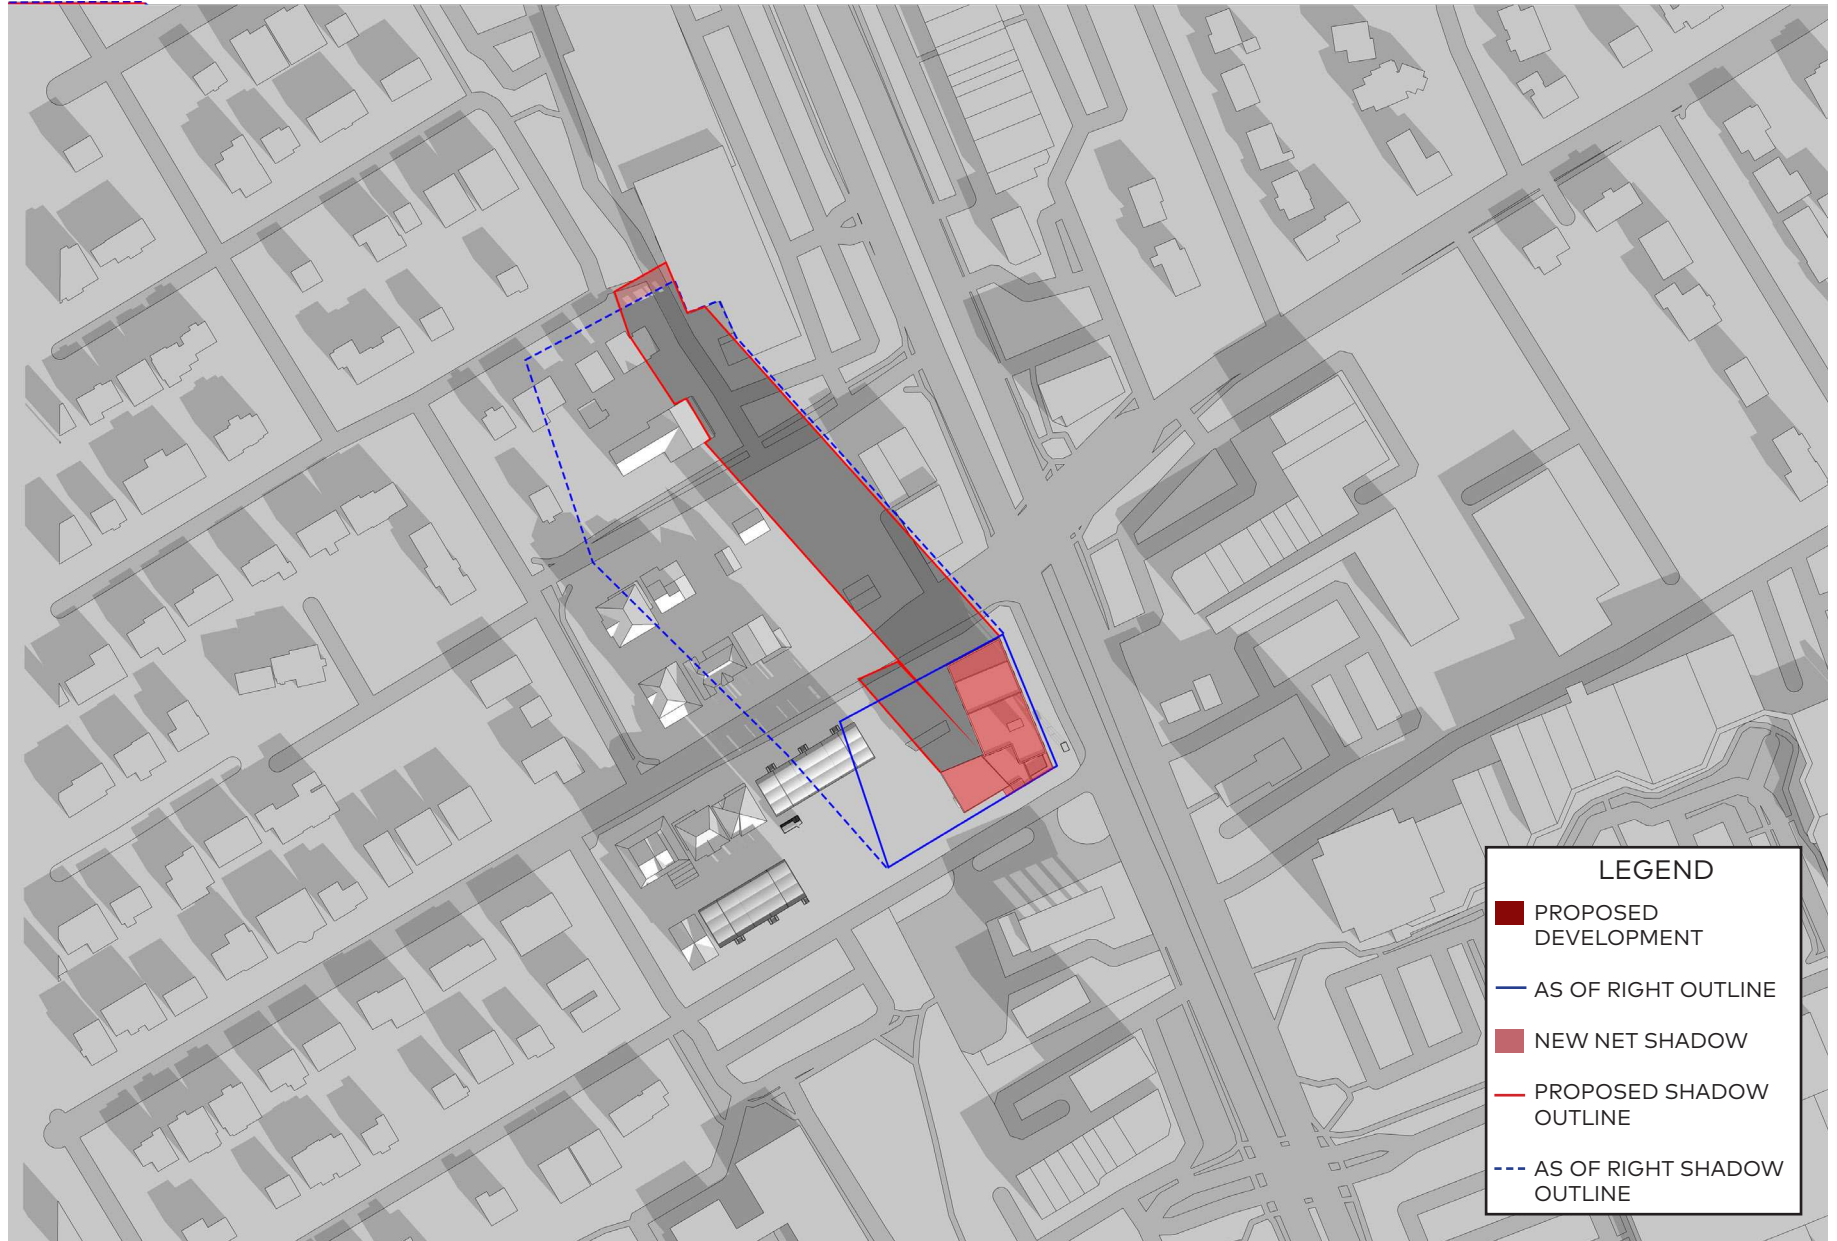 LEGEND
PROPOSED
DEVELOPMENT
AS OF RIGHT OUTLINE
NEW NET SHADOW
PROPOSED SHADOW
OUTLINE
AS OF RIGHT SHADOW
OUTLINE